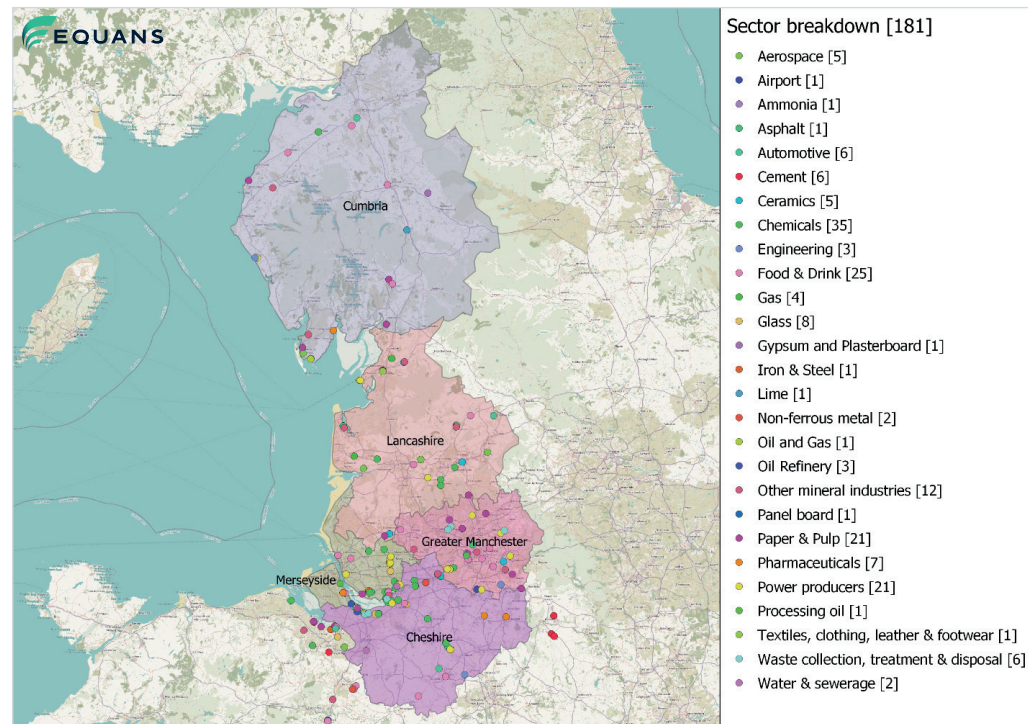 EQUANS
Cumbria
Lancashire
Greater Manchester
Merseyside
Cheshire
Sector breakdown [181]
Aerospace [5]
Airport [1]
Ammonia [1]
Asphalt [1]
Automotive [6]
Cement [6]
Ceramics [5]
Chemicals [35]
Engineering [3]
Food & Drink [25]
Gas [4]
Glass [8]
Gypsum and Plasterboard [1]
Iron & Steel [1]
Lime [1]
Non-ferrous metal [2]
Oil and Gas [1]
Oil Refinery [3]
Other mineral industries [12]
Panel board [1]
Paper & Pulp [21]
Pharmaceuticals [7]
Power producers [21]
Processing oil [1]
Textiles, clothing, leather & footwear [1]
Waste collection, treatment & disposal [6]
Water & sewerage [2]